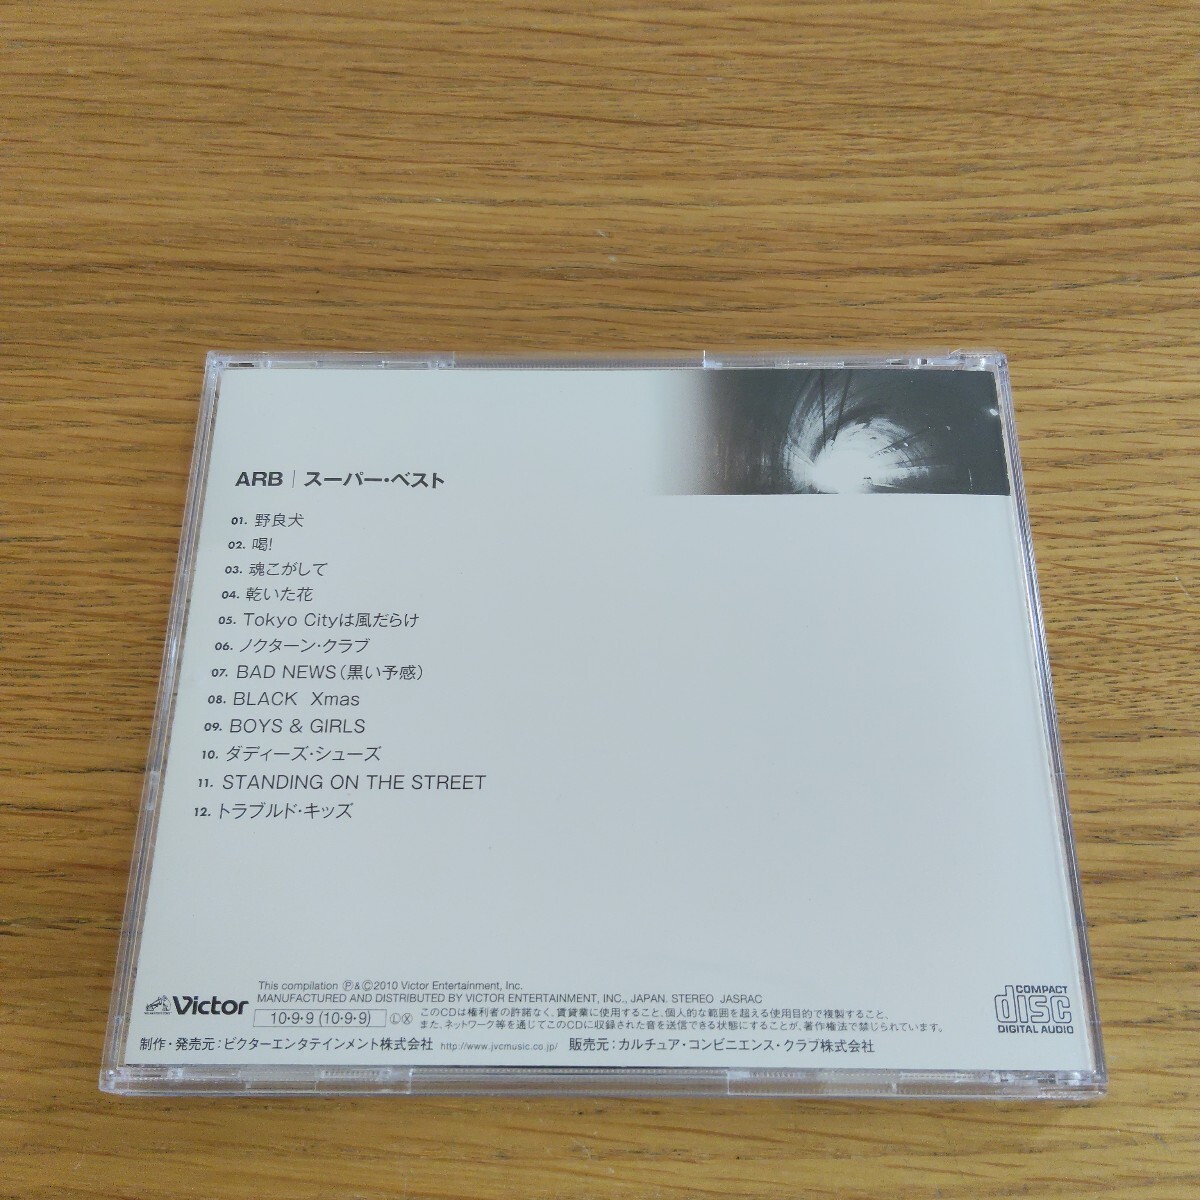 ARB｜スーパー・ベスト
01. 野良犬
02. 喝!
03. 魂こがして
04. 乾いた花
05. Tokyo Cityは風だらけ
06. ノクターン・クラブ
07. BAD NEWS（黒い予感）
08. BLACK Xmas
09. BOYS & GIRLS
10. ダディーズ・シューズ
11. STANDING ON THE STREET
12. トラブルド・キッズ
This compilation Ⓟ&Ⓒ2010 Victor Entertainment, Inc.
MANUFACTURED AND DISTRIBUTED BY VICTOR ENTERTAINMENT, INC., JAPAN. STEREO JASRAC
Victor
10・9・9 (10・9・9) Ⓛ Ⓧ
このCDは権利者の許諾なく、賃貸業に使用すること、個人的な範囲を超える使用目的で複製すること、
また、ネットワーク等を通じてこのCDに収録された音を送信できる状態にすることが、著作権法で禁じられています。
制作・発売元：ビクターエンタテインメント株式会社 http://www.jvcmusic.co.jp/ 販売元：カルチュア・コンビニエンス・クラブ株式会社
COMPACT
disc
DIGITAL AUDIO